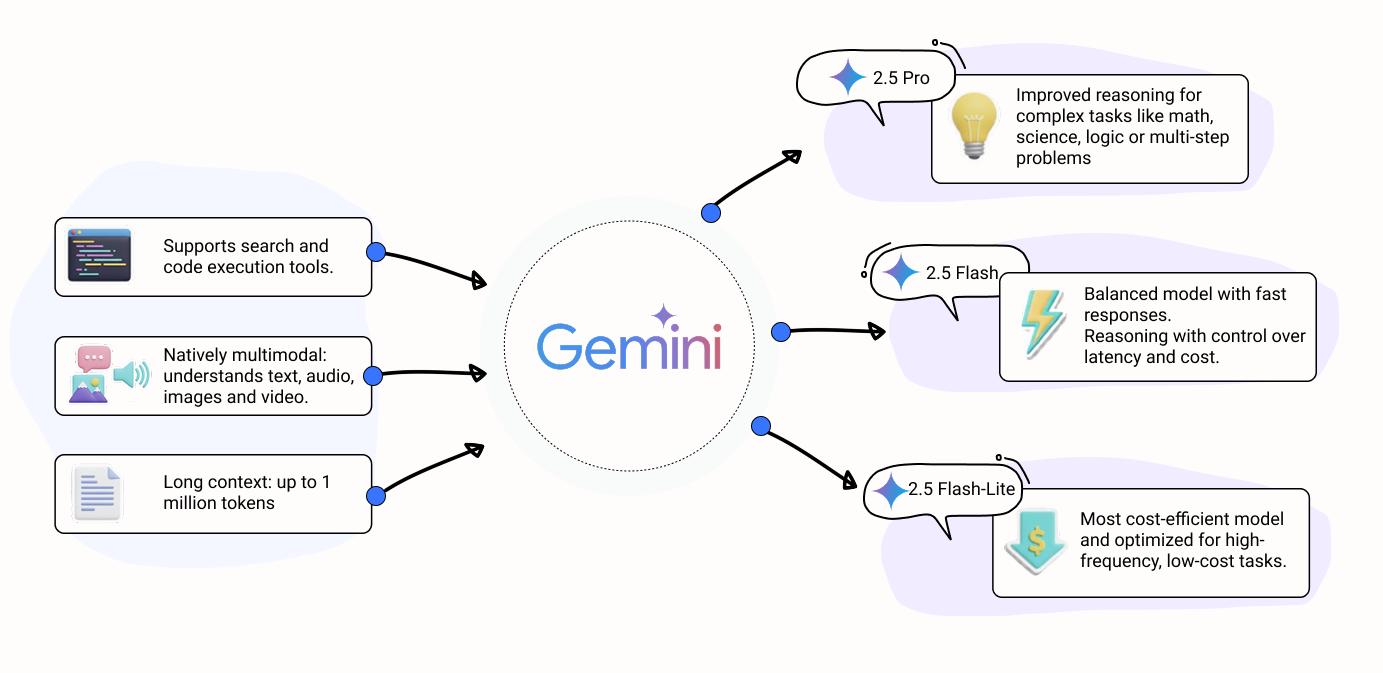 Supports search and
code execution tools.
Natively multimodal:
understands text, audio,
images and video.
Long context: up to 1
million tokens
Gemini
2.5 Pro
Improved reasoning for
complex tasks like math,
science, logic or multi-step
problems
2.5 Flash
Balanced model with fast
responses.
Reasoning with control over
latency and cost.
2.5 Flash-Lite
$
Most cost-efficient model
and optimized for high-
frequency, low-cost tasks.